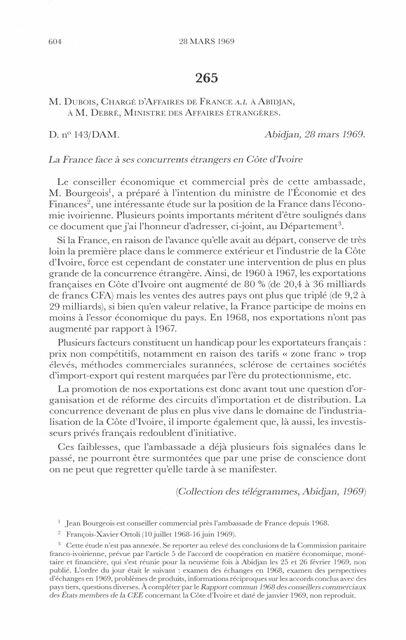 604
28 MARS 1969
265
M. DUBOIS, CHARGÉ D'AFFAIRES DE FRANCE a.i. À ABIDJAN,
À M. DEBRÉ, MINISTRE DES AFFAIRES ÉTRANGÈRES.
D. n° 143/DAM.
Abidjan, 28 mars 1969.
La France face à ses concurrents étrangers en Côte d'Ivoire
Le conseiller économique et commercial près de cette ambassade,
M. Bourgeois¹, a préparé à l'intention du ministre de l'Économie et des
Finances², une intéressante étude sur la position de la France dans l'écono-
mie ivoirienne. Plusieurs points importants méritent d'être soulignés dans
ce document que j'ai l'honneur d'adresser, ci-joint, au Département³.
Si la France, en raison de l'avance qu'elle avait au départ, conserve de très
loin la première place dans le commerce extérieur et l'industrie de la Côte
d'Ivoire, force est cependant de constater une intervention de plus en plus
grande de la concurrence étrangère. Ainsi, de 1960 à 1967, les exportations
françaises en Côte d'Ivoire ont augmenté de 80 % (de 20,4 à 36 milliards
de francs CFA) mais les ventes des autres pays ont plus que triplé (de 9,2 à
29 milliards), si bien qu'en valeur relative, la France participe de moins en
moins à l'essor économique du pays. En 1968, nos exportations n'ont pas
augmenté par rapport à 1967.
Plusieurs facteurs constituent un handicap pour les exportateurs français :
prix non compétitifs, notamment en raison des tarifs « zone franc » trop
élevés, méthodes commerciales surannées, sclérose de certaines sociétés
d'import-export qui restent marquées par l'ère du protectionnisme, etc.
La promotion de nos exportations est donc avant tout une question d'or-
ganisation et de réforme des circuits d'importation et de distribution. La
concurrence devenant de plus en plus vive dans le domaine de l'industria-
lisation de la Côte d'Ivoire, il importe également que, là aussi, les investis-
seurs privés français redoublent d'initiative.
Ces faiblesses, que l'ambassade a déjà plusieurs fois signalées dans le
passé, ne pourront être surmontées que par une prise de conscience dont
on ne peut que regretter qu'elle tarde à se manifester.
(Collection des télégrammes, Abidjan, 1969)
¹ Jean Bourgeois est conseiller commercial près l'ambassade de France depuis 1968.
² François-Xavier Ortoli (10 juillet 1968-16 juin 1969).
³ Cette étude n'est pas annexée. Se reporter au relevé des conclusions de la Commission paritaire
franco-ivoirienne, prévue par l'article 5 de l'accord de coopération en matière économique, moné-
taire et financière, qui s'est réunie pour la neuvième fois à Abidjan les 25 et 26 février 1969, non
publié. L'ordre du jour était le suivant : examen des échanges en 1968, examen des perspectives
d'échanges en 1969, problèmes de produits, informations réciproques sur les accords conclus avec des
pays tiers, questions diverses. À compléter par le Rapport commun 1968 des conseillers commerciaux
des États membres de la CEE concernant la Côte d'Ivoire et daté de janvier 1969, non reproduit.